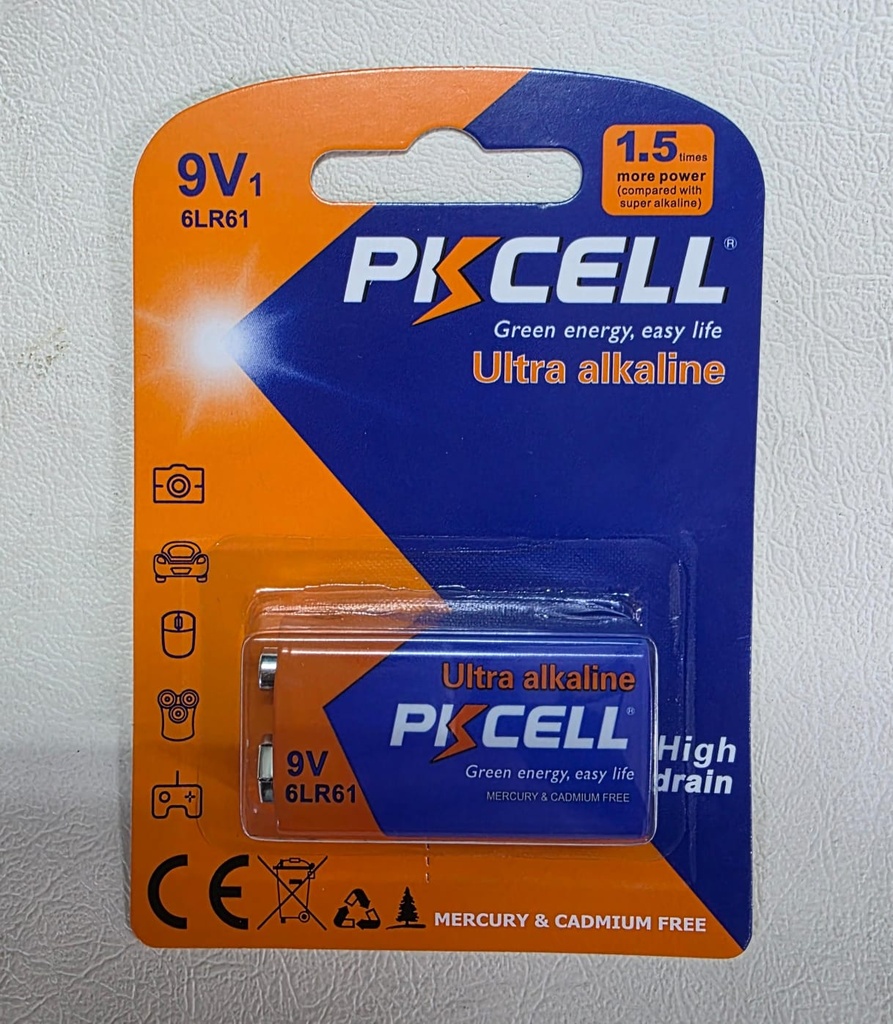 9V1
6LR61
1.5 times
more power
(compared with
super alkaline)
PKCELL®
Green energy, easy life
Ultra alkaline
Ultra alkaline
PKCELL®
9V
6LR61
Green energy, easy life
MERCURY & CADMIUM FREE
High
drain
CE
MERCURY & CADMIUM FREE